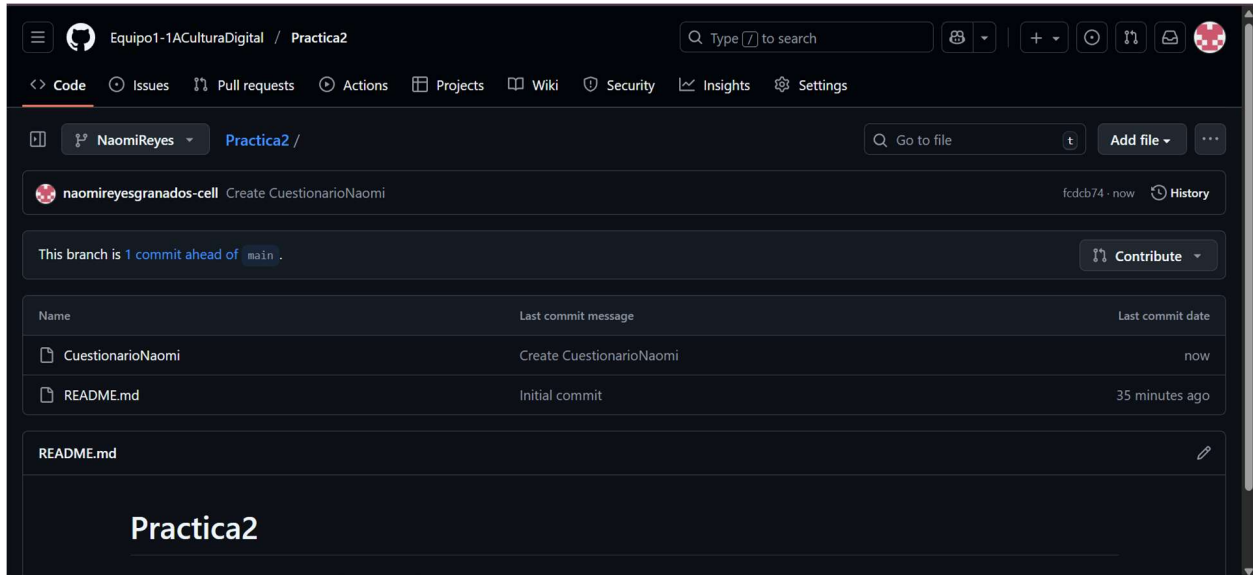 Equipo1-1ACulturaDigital / Practica2
Type / to search
Code Issues Pull requests Actions Projects Wiki Security Insights Settings
NaomiReyes Practica2 / Go to file t Add file
naomireyesgranados-cell Create CuestionarioNaomi fcdcb74 · now History
This branch is 1 commit ahead of main . Contribute
Name Last commit message Last commit date
CuestionarioNaomi Create CuestionarioNaomi now
README.md Initial commit 35 minutes ago
README.md
Practica2